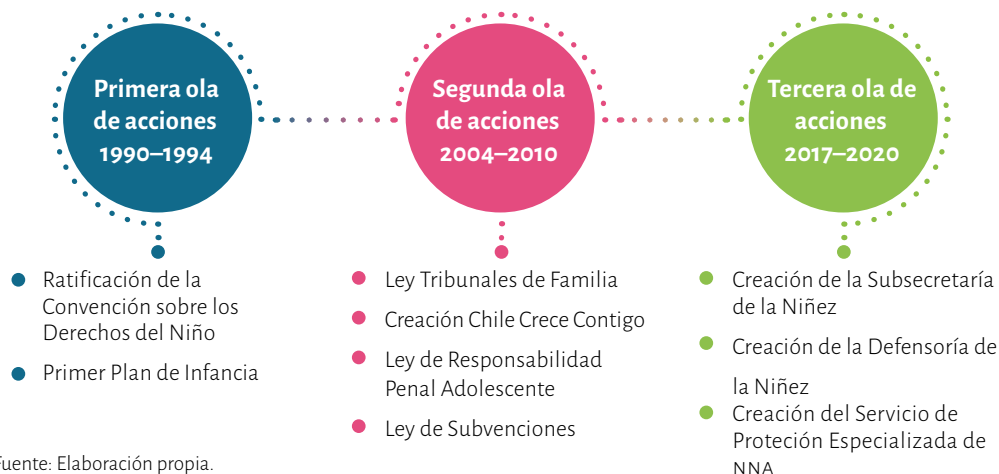 Primera ola
de acciones
1990–1994
Segunda ola
de acciones
2004–2010
Tercera ola de
acciones
2017–2020
Ratificación de la
Convención sobre los
Derechos del Niño
Primer Plan de Infancia
Ley Tribunales de Familia
Creación Chile Crece Contigo
Ley de Responsabilidad
Penal Adolescente
Ley de Subvenciones
Creación de la Subsecretaría
de la Niñez
Creación de la Defensoría de
la Niñez
Creación del Servicio de
Proteción Especializada de
NNA
Fuente: Elaboración propia.